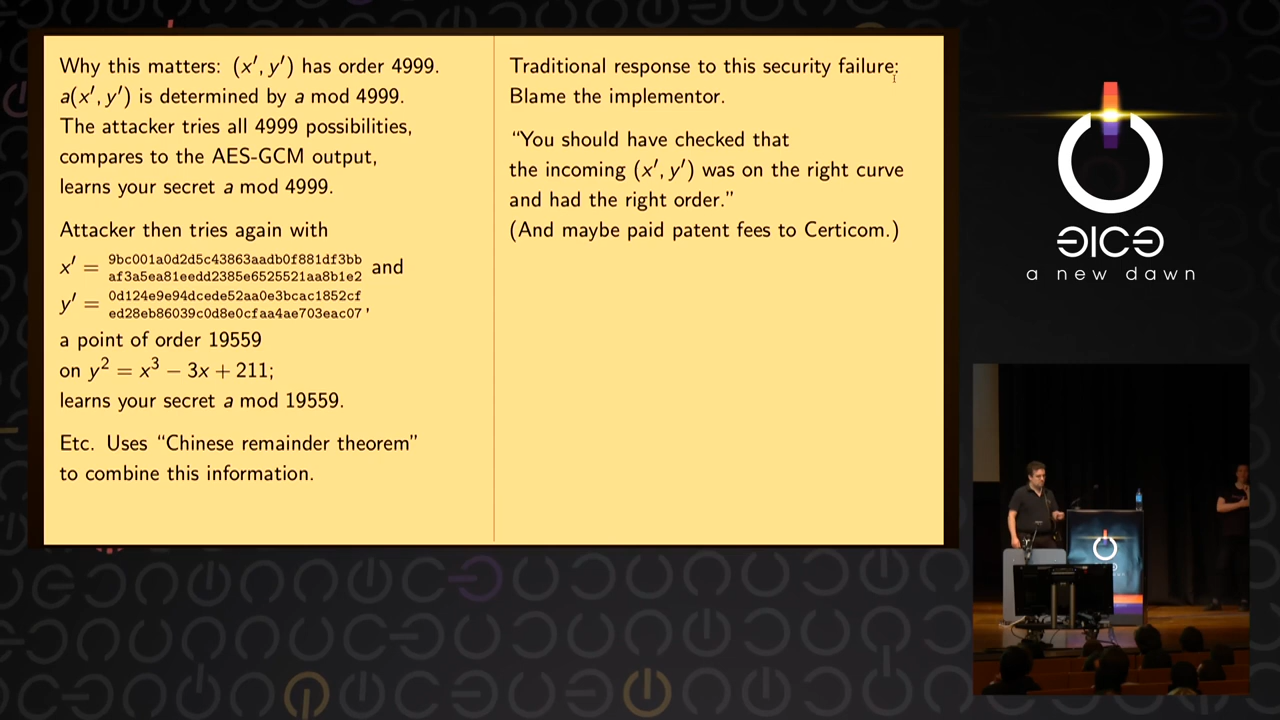 Why this matters: (x′, y′) has order 4999.
a(x′, y′) is determined by a mod 4999.
The attacker tries all 4999 possibilities,
compares to the AES-GCM output,
learns your secret a mod 4999.
Attacker then tries again with
x′ = 9bc001a0d2d5c43863aadb0f881df3bb
af3a5ea81eedd2385e6525521aa8b1e2 and
y′ = 0d124e9e94dcede52aa0e3bcac1852cf
ed28eb86039c0d8e0cfaa4ae703eac07,
a point of order 19559
on y² = x³ − 3x + 211;
learns your secret a mod 19559.
Etc. Uses “Chinese remainder theorem”
to combine this information.
Traditional response to this security failure:
Blame the implementor.
“You should have checked that
the incoming (x′, y′) was on the right curve
and had the right order.”
(And maybe paid patent fees to Certicom.)
a new dawn